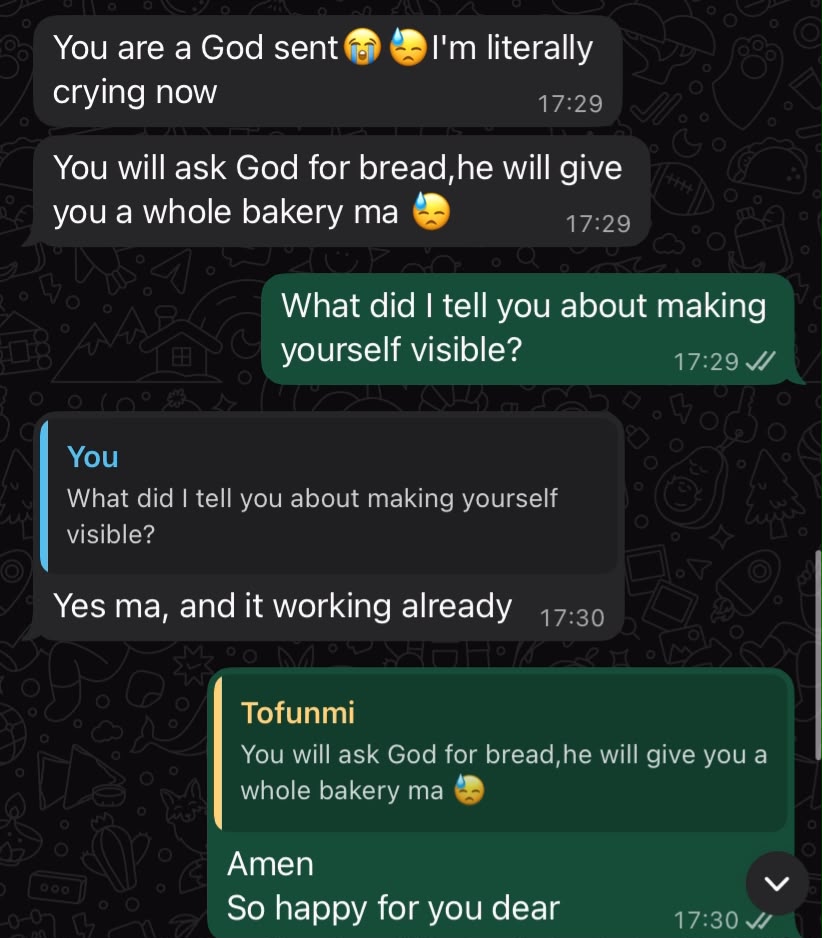 You are a God sent😭😓I'm literally
crying now
17:29
You will ask God for bread,he will give
you a whole bakery ma 😓
17:29
What did I tell you about making
yourself visible?
17:29
You
What did I tell you about making yourself
visible?
Yes ma, and it working already
17:30
Tofunmi
You will ask God for bread,he will give you a
whole bakery ma 😓
Amen
So happy for you dear
17:30